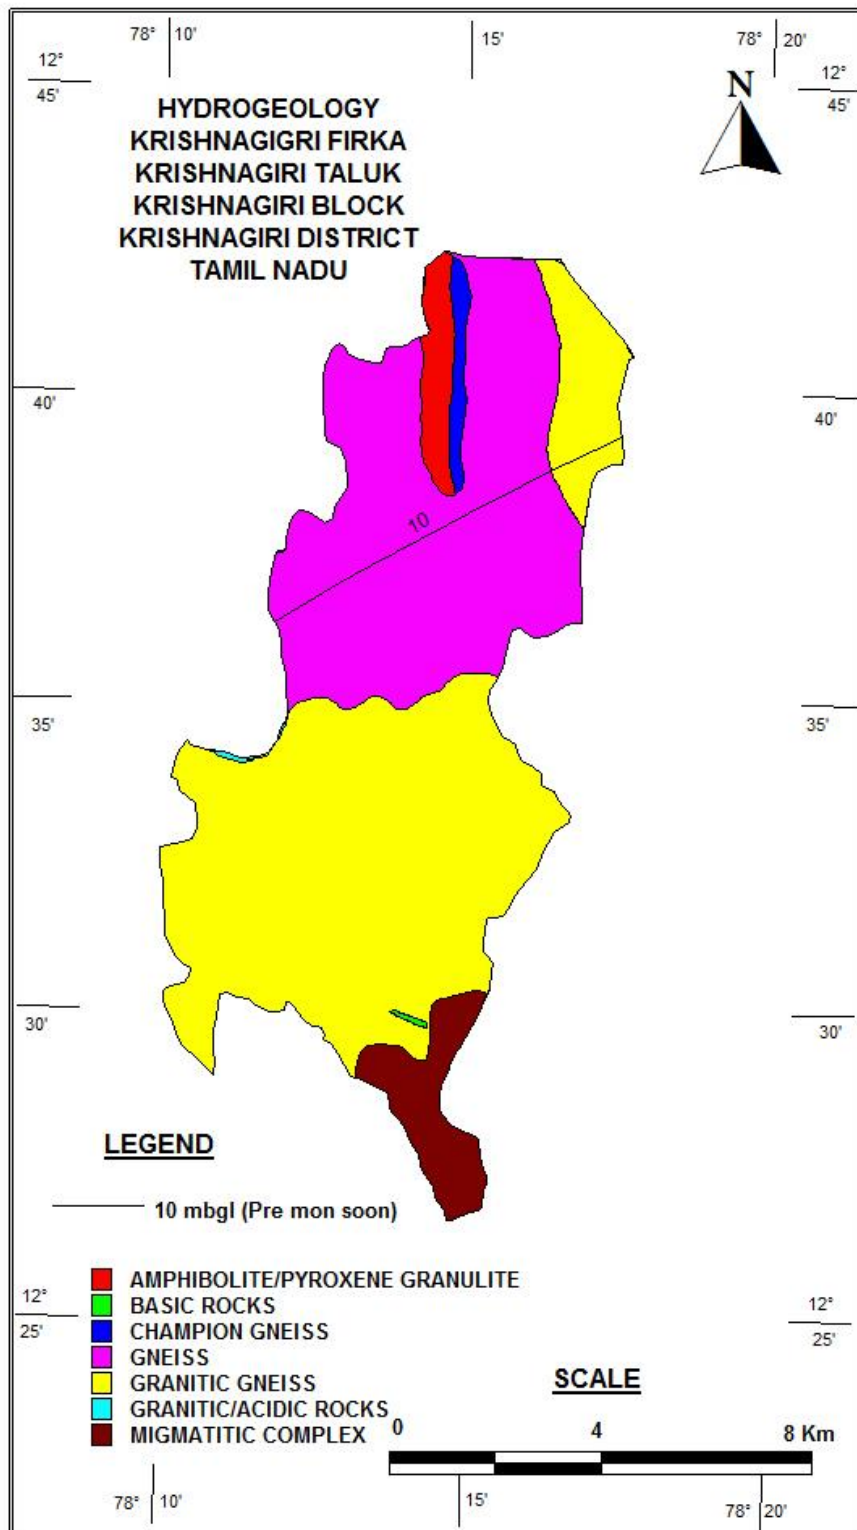 78° 10' 15' 78° 20'
12° 12°
45' 45'
N
HYDROGEOLOGY
KRISHNAGIGRI FIRKA
KRISHNAGIRI TALUK
KRISHNAGIRI BLOCK
KRISHNAGIRI DISTRICT
TAMIL NADU
40' 40'
10
35' 35'
30' 30'
LEGEND
10 mbgl (Pre mon soon)
AMPHIBOLITE/PYROXENE GRANULITE
BASIC ROCKS
CHAMPION GNEISS
GNEISS
GRANITIC GNEISS
GRANITIC/ACIDIC ROCKS
MIGMATITIC COMPLEX
12° 12°
25' 25'
SCALE
0 4 8 Km
78° 10' 15' 78° 20'